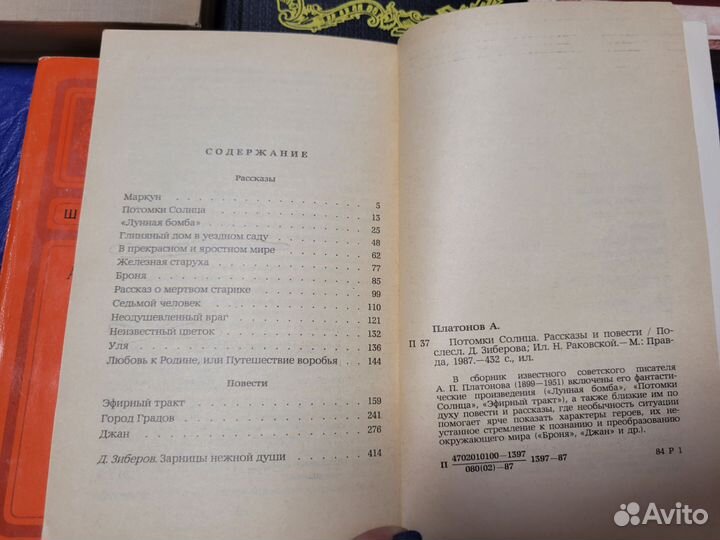 СОДЕРЖАНИЕ
Рассказы
Маркун 5
Потомки Солнца 13
«Лунная бомба» 25
Глиняный дом в уездном саду 48
В прекрасном и яростном мире 62
Железная старуха 77
Броня 85
Рассказ о мертвом старике 99
Седьмой человек 110
Неодушевленный враг 121
Неизвестный цветок 132
Уля 135
Любовь к Родине, или Путешествие воробья 144
Повести
Эфирный тракт 159
Город Градов 241
Джан 276
Д. Зиберов. Зарницы нежной души 414
Платонов А.
П 37 Потомки Солнца. Рассказы и повести / По-
слесл. Д. Зиберова; Ил. Н. Раковской.— М.: Прав-
да, 1987.—432 с., ил.
В сборник известного советского писателя
А. П. Платонова (1899—1951) включены его фантасти-
ческие произведения («Лунная бомба», «Потомки
Солнца», «Эфирный тракт»), а также близкие им по
духу повести и рассказы, где необычность ситуации
помогает ярче показать характеры героев, их не-
устанное стремление к познанию и преобразованию
окружающего мира («Броня», «Джан» и др.).
П 4702010100—1397 1397—87
080(02)—87
84 Р 1
Ш
Avito